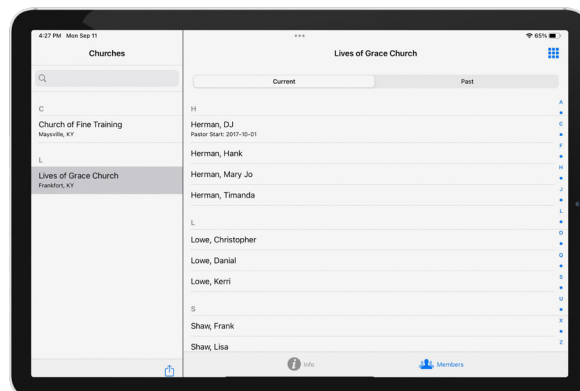 4:27 PM Mon Sep 11
65%
Churches
C
Church of Fine Training
Maysville, KY
L
Lives of Grace Church
Frankfort, KY
Lives of Grace Church
Current
Past
H
Herman, DJ
Pastor Start: 2017-10-01
Herman, Hank
Herman, Mary Jo
Herman, Timanda
L
Lowe, Christopher
Lowe, Danial
Lowe, Kerri
S
Shaw, Frank
Shaw, Lisa
A
C
F
H
J
L
O
Q
S
U
X
Z
Info
Members